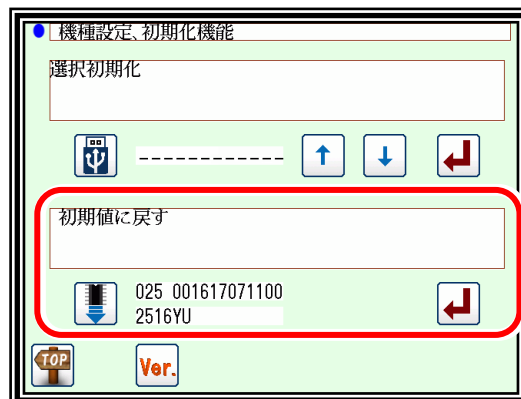 機種設定、初期化機能
選択初期化
------------
初期値に戻す
025 001617071100
2516YU
TOP
Ver.